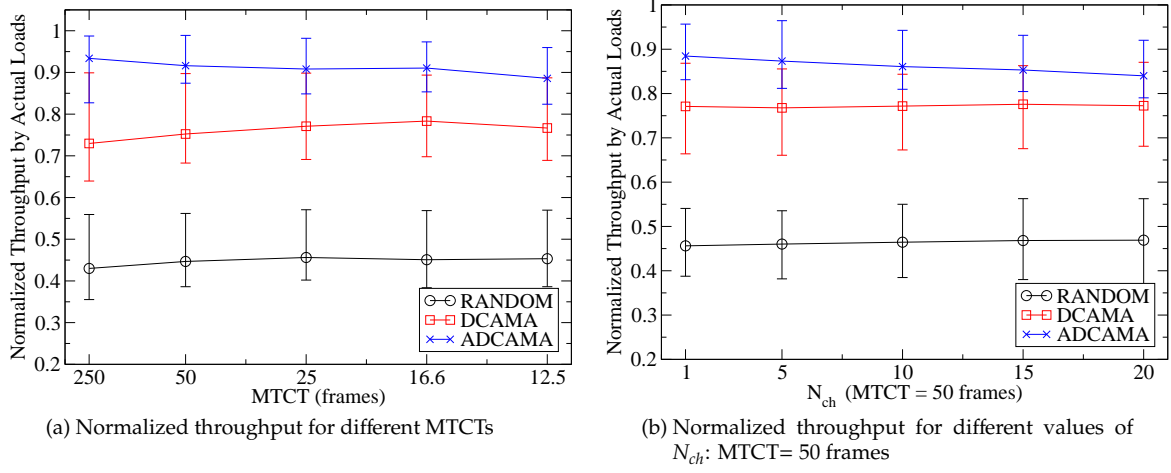 Normalized Throughput by Actual Loads
1
0.9
0.8
0.7
0.6
0.5
0.4
0.3
0.2
250 50 25 16.6 12.5
MTCT (frames)
RANDOM
DCAMA
ADCAMA
(a) Normalized throughput for different MTCTs
Normalized Throughput by Actual Loads
1
0.9
0.8
0.7
0.6
0.5
0.4
0.3
0.2
1 5 10 15 20
N_ch (MTCT = 50 frames)
RANDOM
DCAMA
ADCAMA
(b) Normalized throughput for different values of
N_ch: MTCT= 50 frames